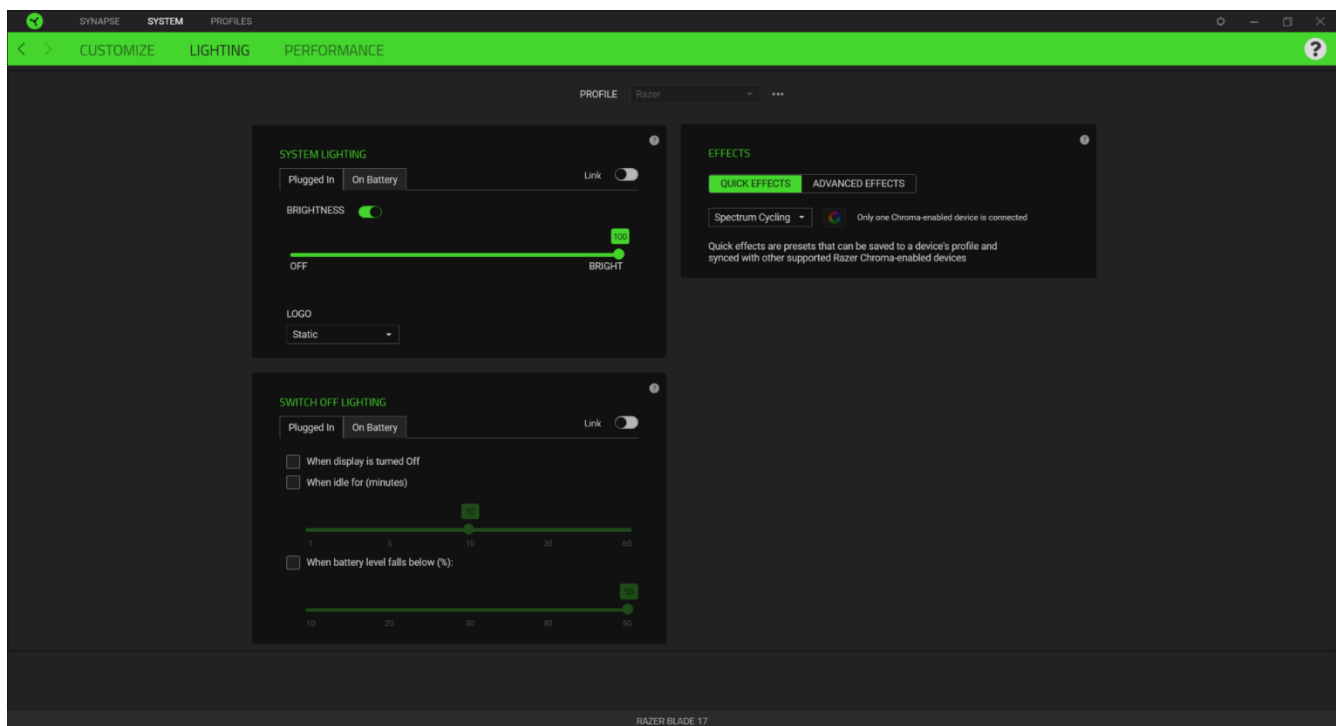 SYNAPSE SYSTEM PROFILES
CUSTOMIZE LIGHTING PERFORMANCE ?
PROFILE Razer
SYSTEM LIGHTING ?
Plugged In On Battery Link
BRIGHTNESS
100
OFF BRIGHT
LOGO
Static
EFFECTS ?
QUICK EFFECTS ADVANCED EFFECTS
Spectrum Cycling Only one Chroma-enabled device is connected
Quick effects are presets that can be saved to a device's profile and
synced with other supported Razer Chroma-enabled devices
SWITCH OFF LIGHTING ?
Plugged In On Battery Link
When display is turned Off
When idle for (minutes)
10
1 5 10 30 60
When battery level falls below (%):
50
10 20 30 40 50
RAZER BLADE 17